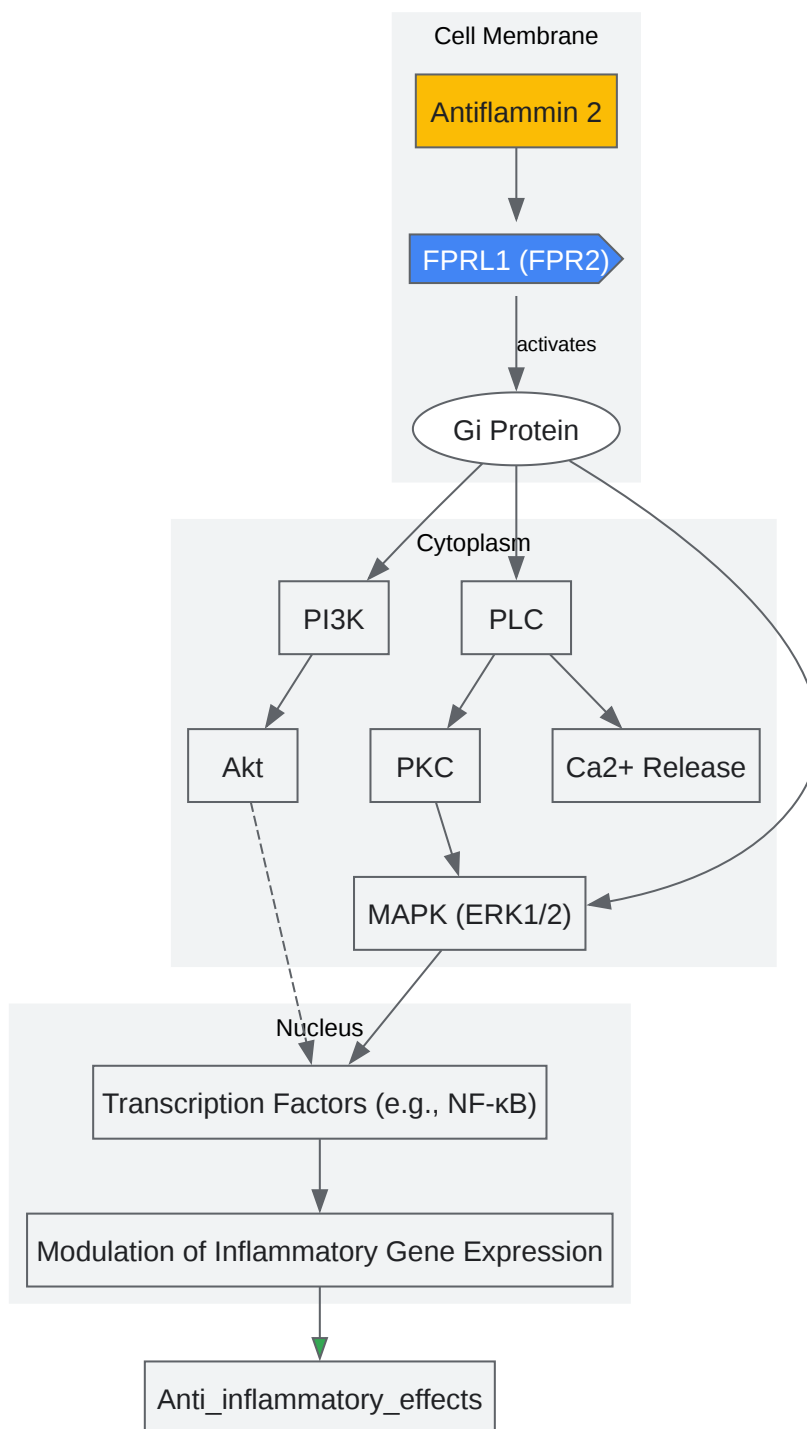 Cell Membrane
Antiflammin 2
FPRL1 (FPR2)
activates
Gi Protein
Cytoplasm
PI3K
PLC
Akt
PKC
Ca2+ Release
MAPK (ERK1/2)
Nucleus
Transcription Factors (e.g., NF-κB)
Modulation of Inflammatory Gene Expression
Anti_inflammatory_effects